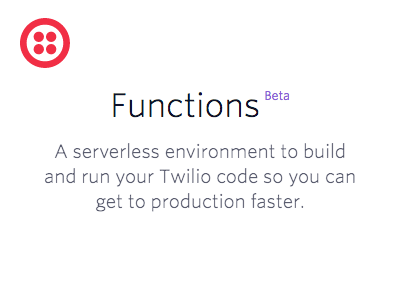 Functions Beta
A serverless environment to build
and run your Twilio code so you can
get to production faster.